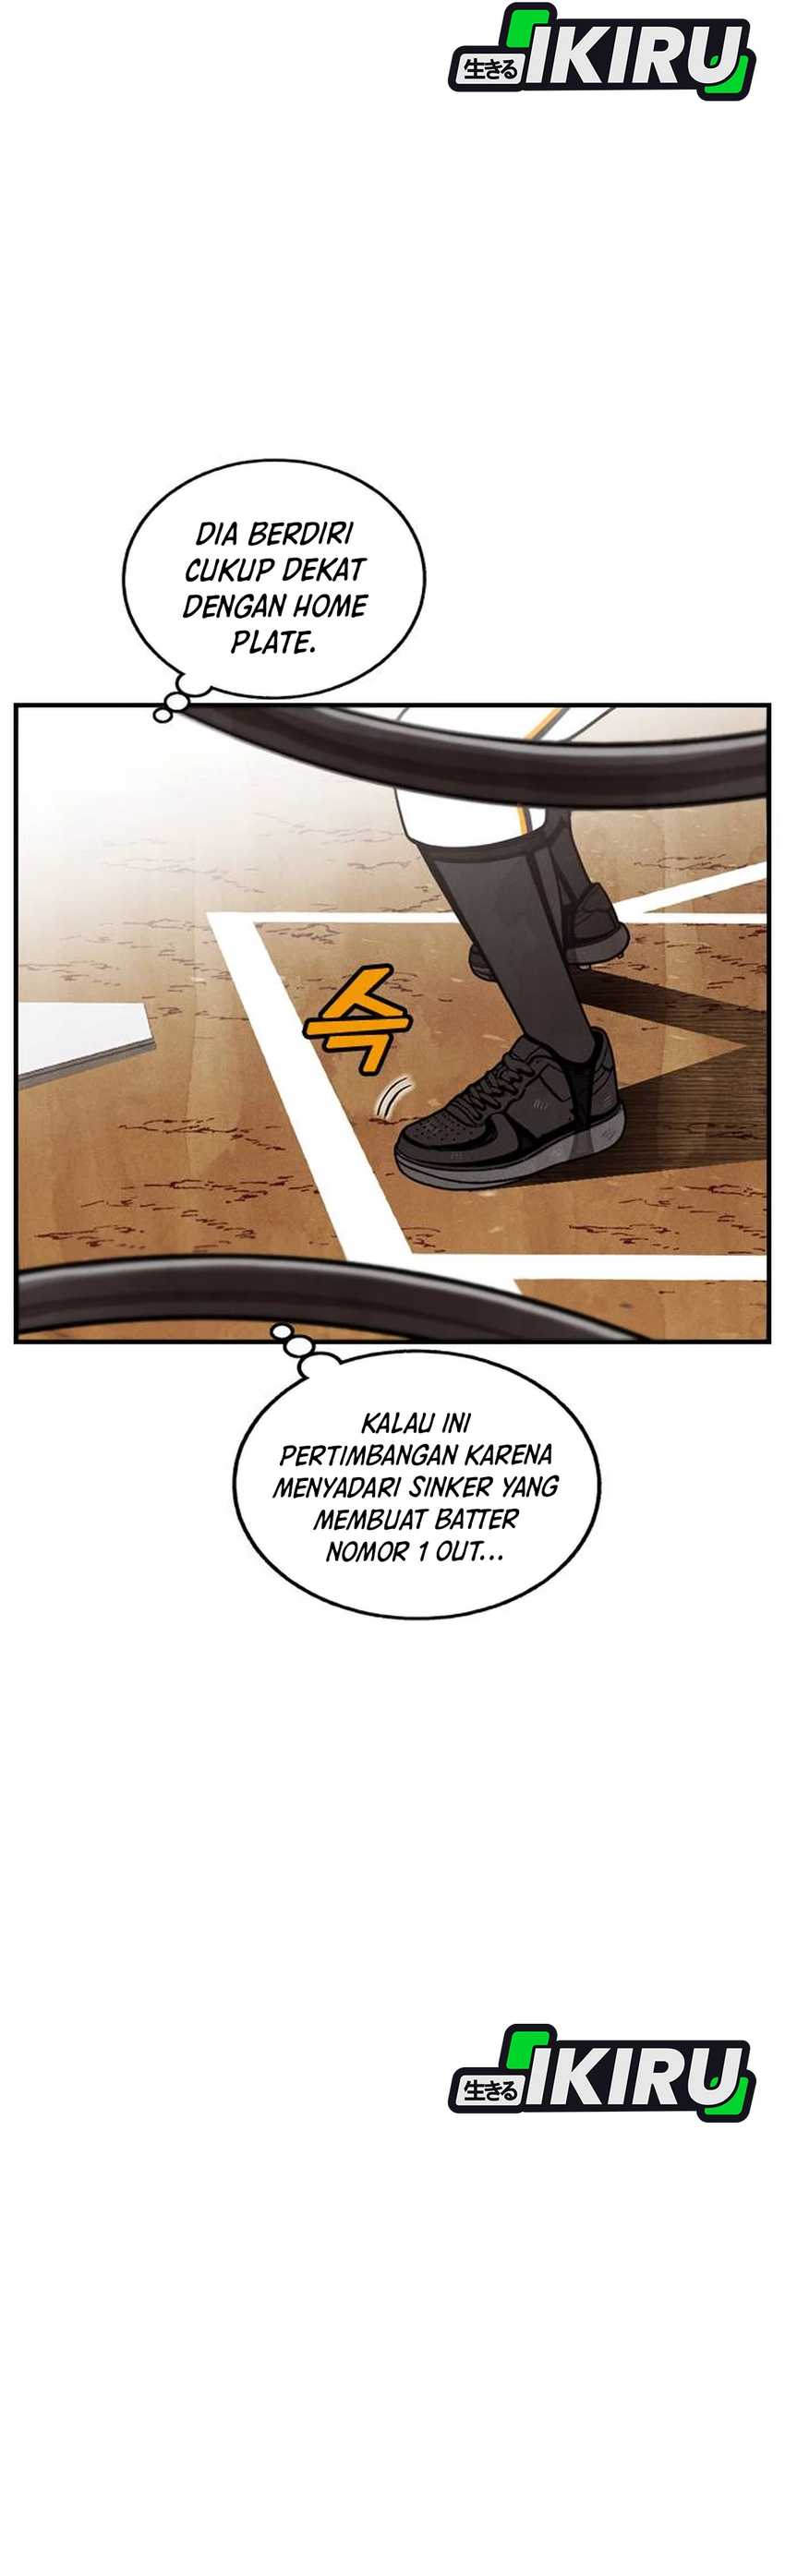 生きる IKIRU
DIA BERDIRI
CUKUP DEKAT
DENGAN HOME
PLATE.
슥
KALAU INI
PERTIMBANGAN KARENA
MENYADARI SINKER YANG
MEMBUAT BATTER
NOMOR 1 OUT...
生きる IKIRU